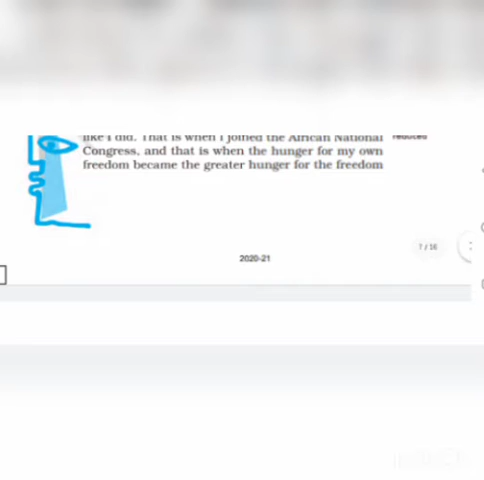 like I did. That is when I joined the African National
reduced
Congress, and that is when the hunger for my own
freedom became the greater hunger for the freedom
7 / 16
2020-21